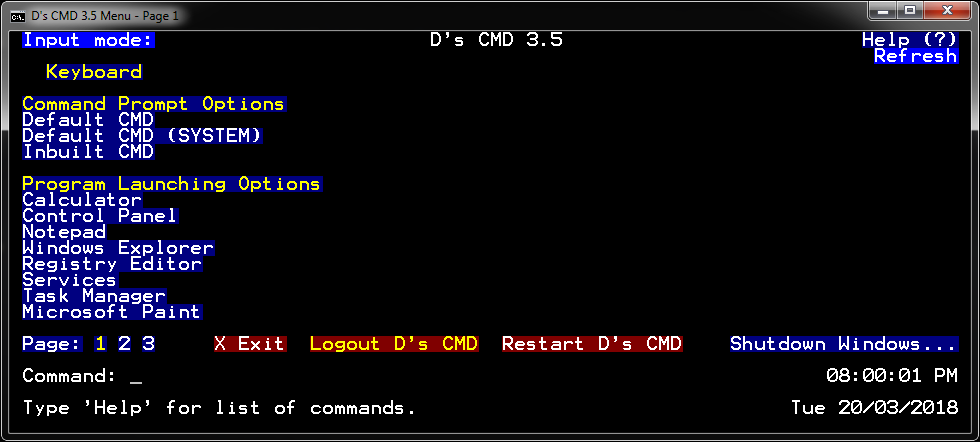 D's CMD 3.5 Menu - Page 1
Input mode: D's CMD 3.5 Help (?)
Refresh
Keyboard
Command Prompt Options
Default CMD
Default CMD (SYSTEM)
Inbuilt CMD
Program Launching Options
Calculator
Control Panel
Notepad
Windows Explorer
Registry Editor
Services
Task Manager
Microsoft Paint
Page: 1 2 3 X Exit Logout D's CMD Restart D's CMD Shutdown Windows...
Command: _ 08:00:01 PM
Type 'Help' for list of commands. Tue 20/03/2018